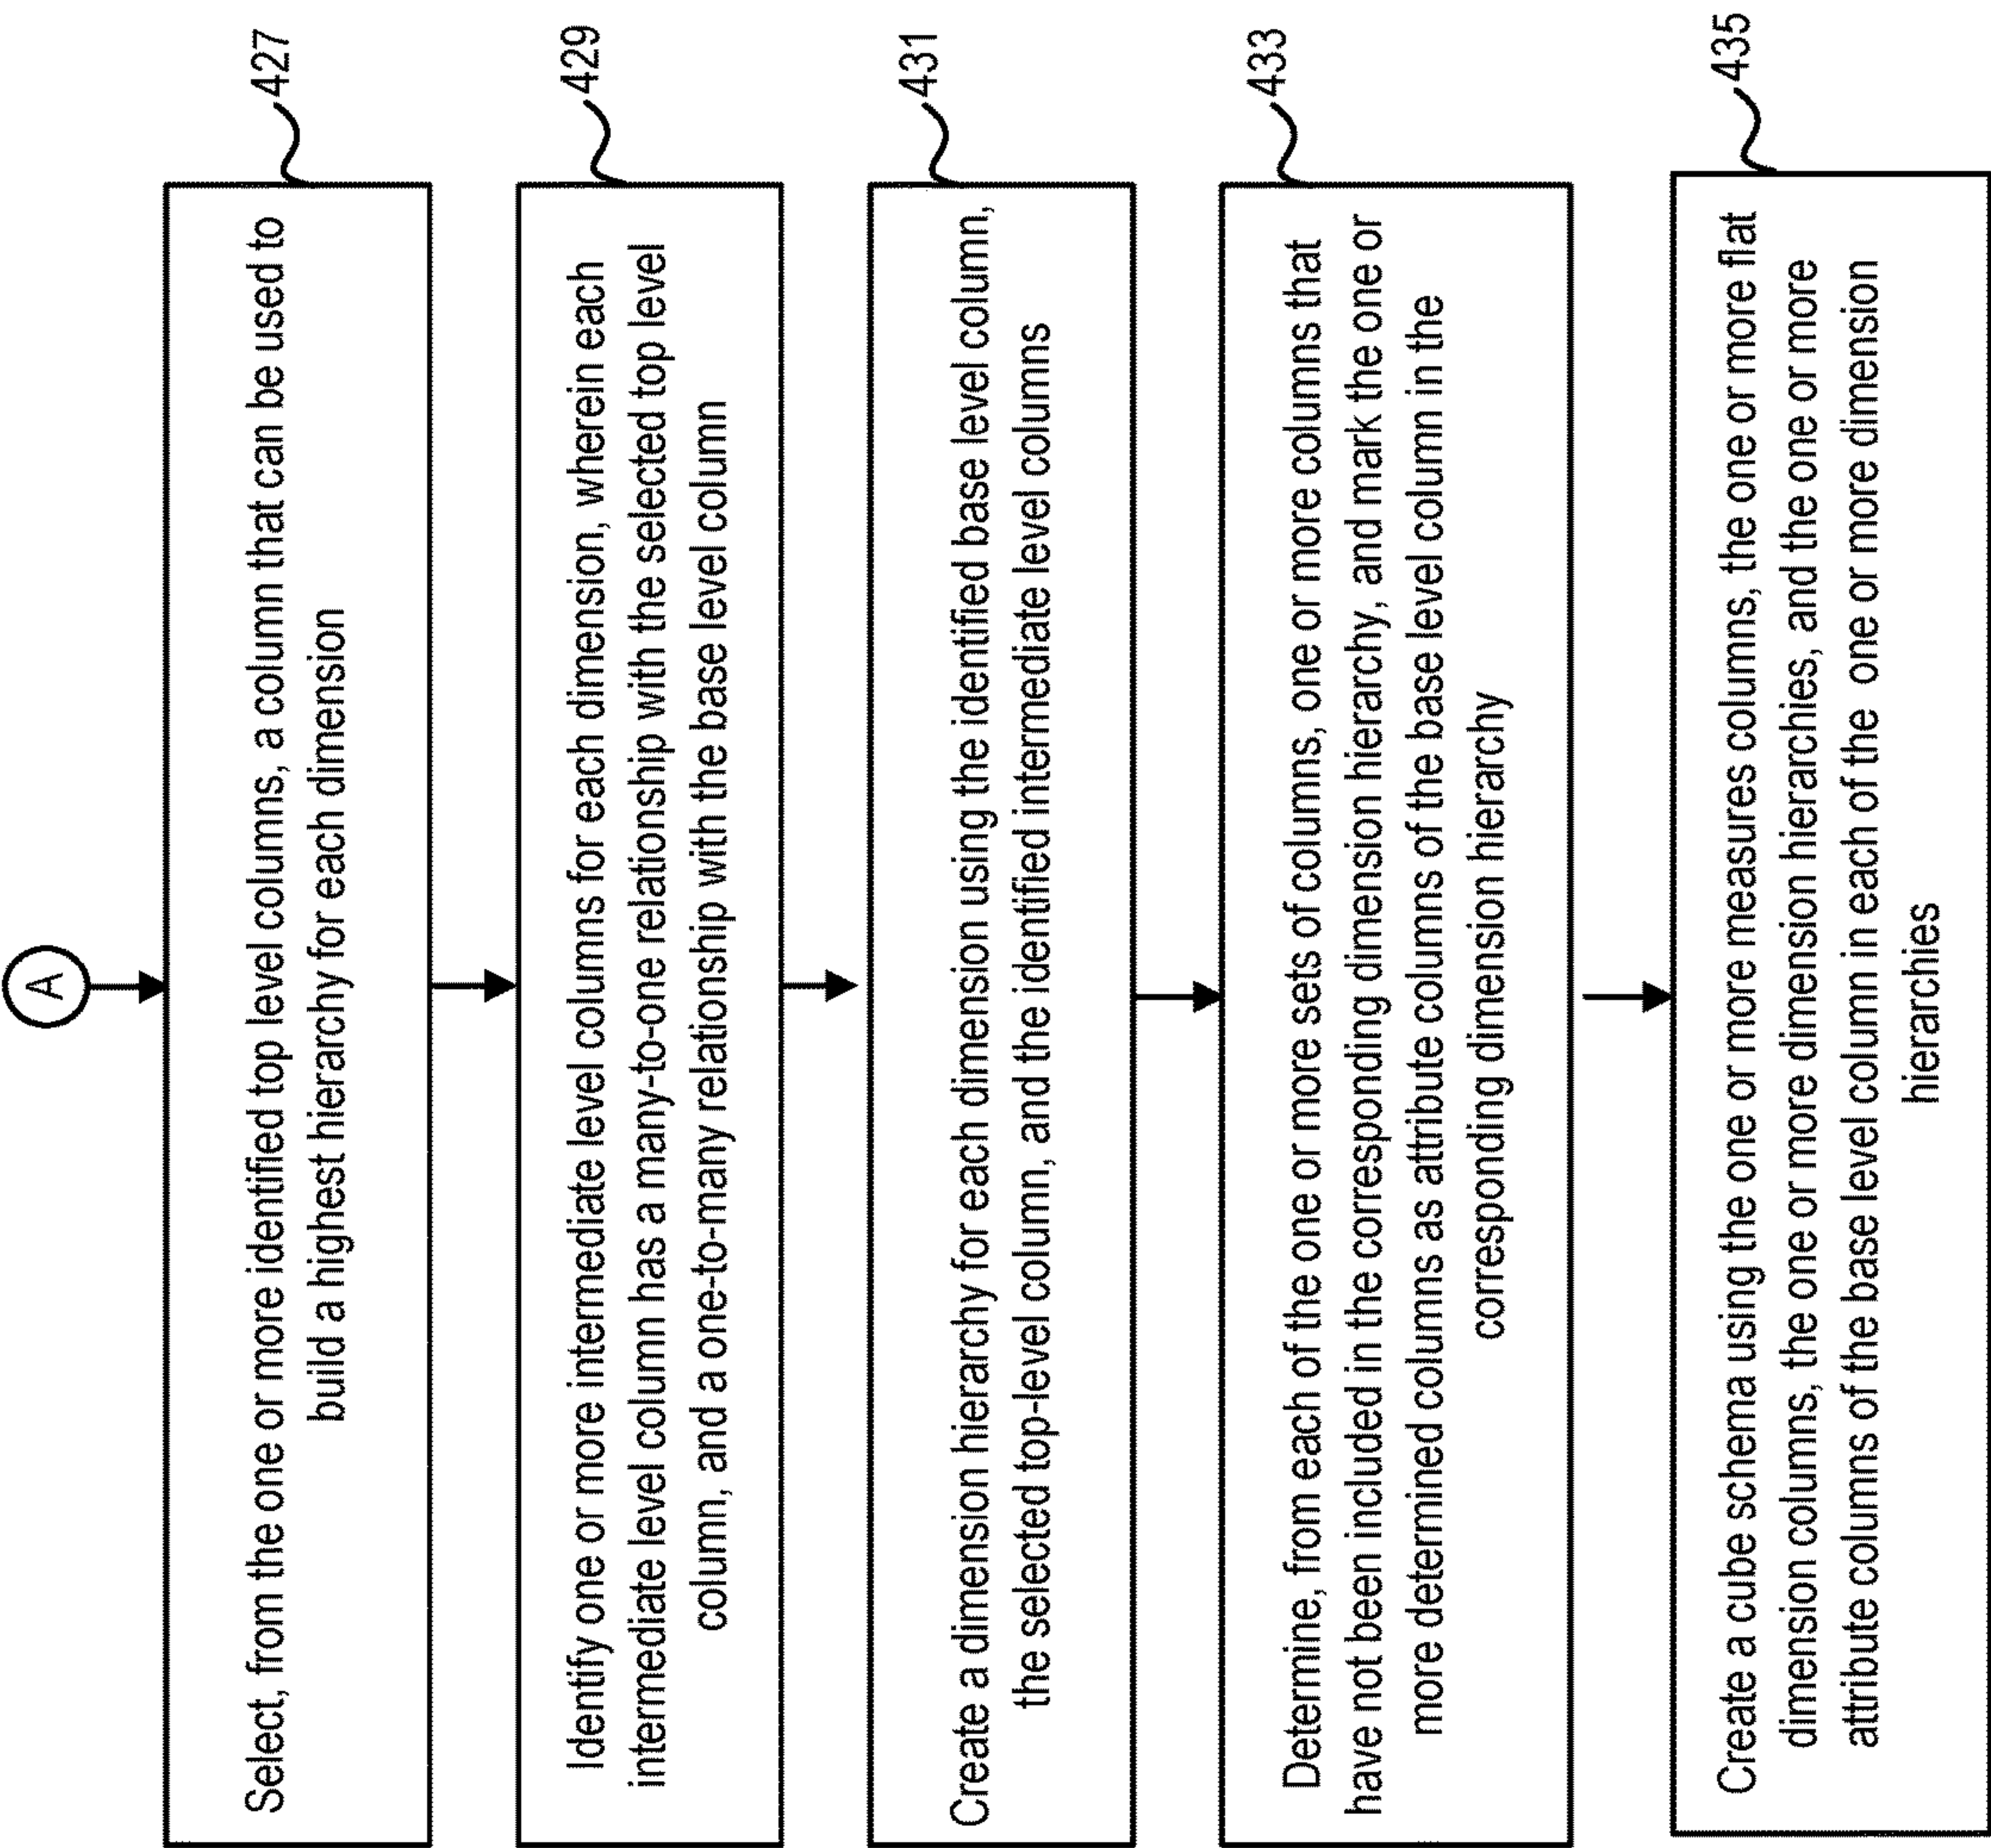 A
427
Select, from the one or more identified top level columns, a column that can be used to
build a highest hierarchy for each dimension
429
Identify one or more intermediate level columns for each dimension, wherein each
intermediate level column has a many-to-one relationship with the selected top level
column, and a one-to-many relationship with the base level column
431
Create a dimension hierarchy for each dimension using the identified base level column,
the selected top-level column, and the identified intermediate level columns
433
Determine, from each of the one or more sets of columns, one or more columns that
have not been included in the corresponding dimension hierarchy, and mark the one or
more determined columns as attribute columns of the base level column in the
corresponding dimension hierarchy
435
Create a cube schema using the one or more measures columns, the one or more flat
dimension columns, the one or more dimension hierarchies, and the one or more
attribute columns of the base level column in each of the one or more dimension
hierarchies